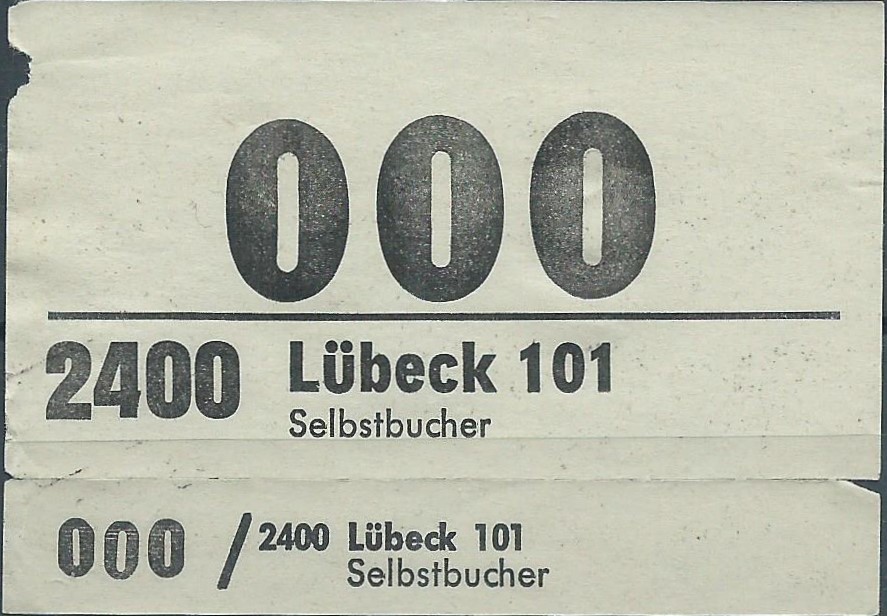 000
2400 Lübeck 101
Selbstbucher
000 / 2400 Lübeck 101
Selbstbucher